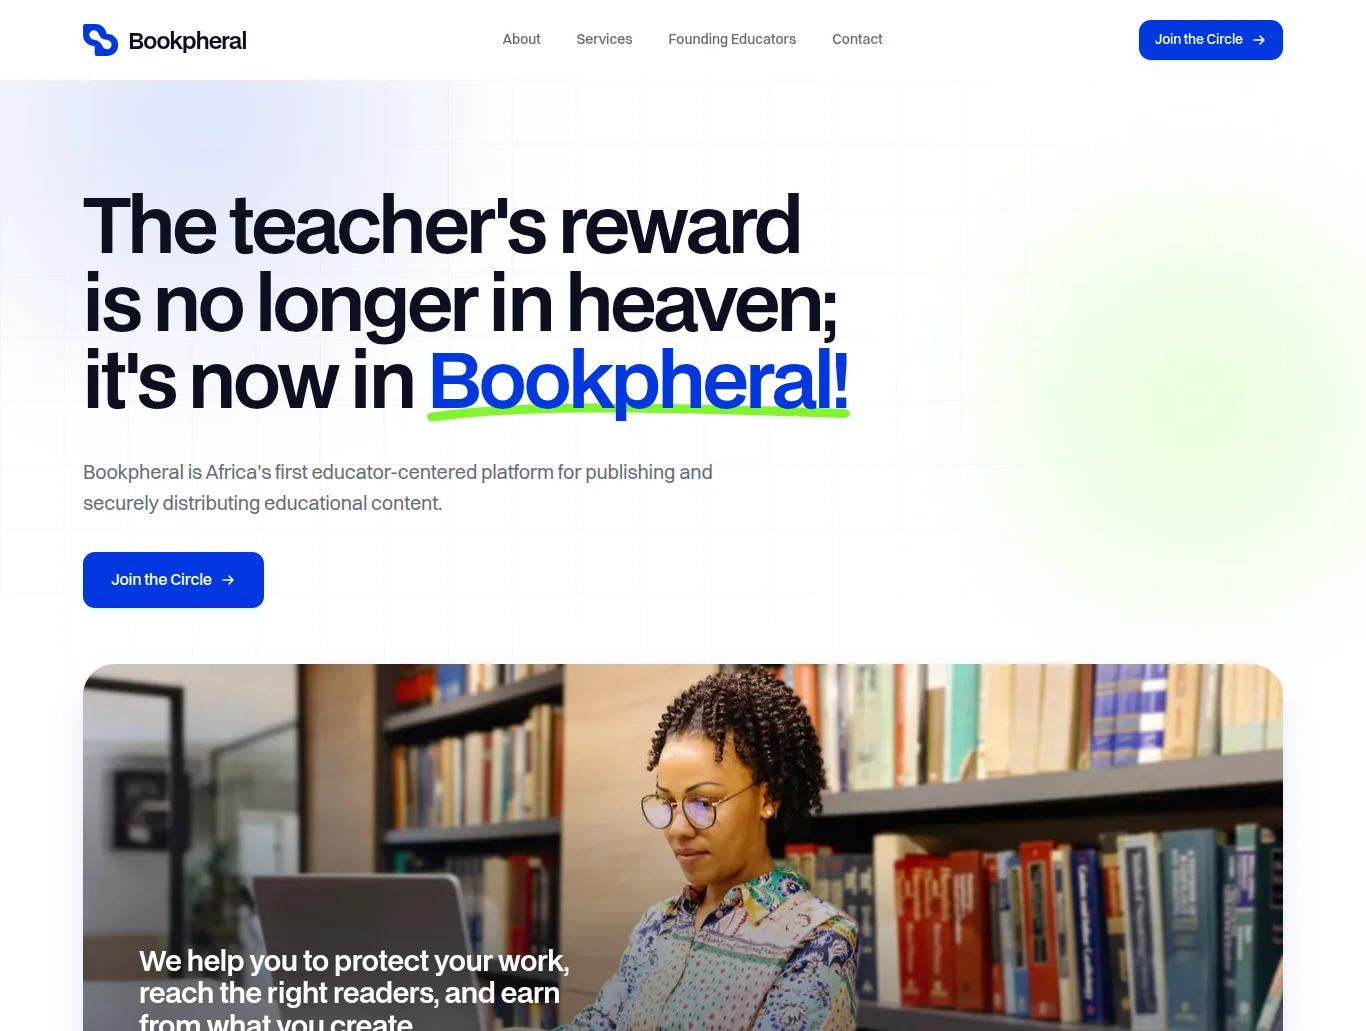 Bookpheral
About
Services
Founding Educators
Contact
Join the Circle
The teacher's reward
is no longer in heaven;
it's now in Bookpheral!
Bookpheral is Africa's first educator-centered platform for publishing and
securely distributing educational content.
Join the Circle
We help you to protect your work,
reach the right readers, and earn
from what you create